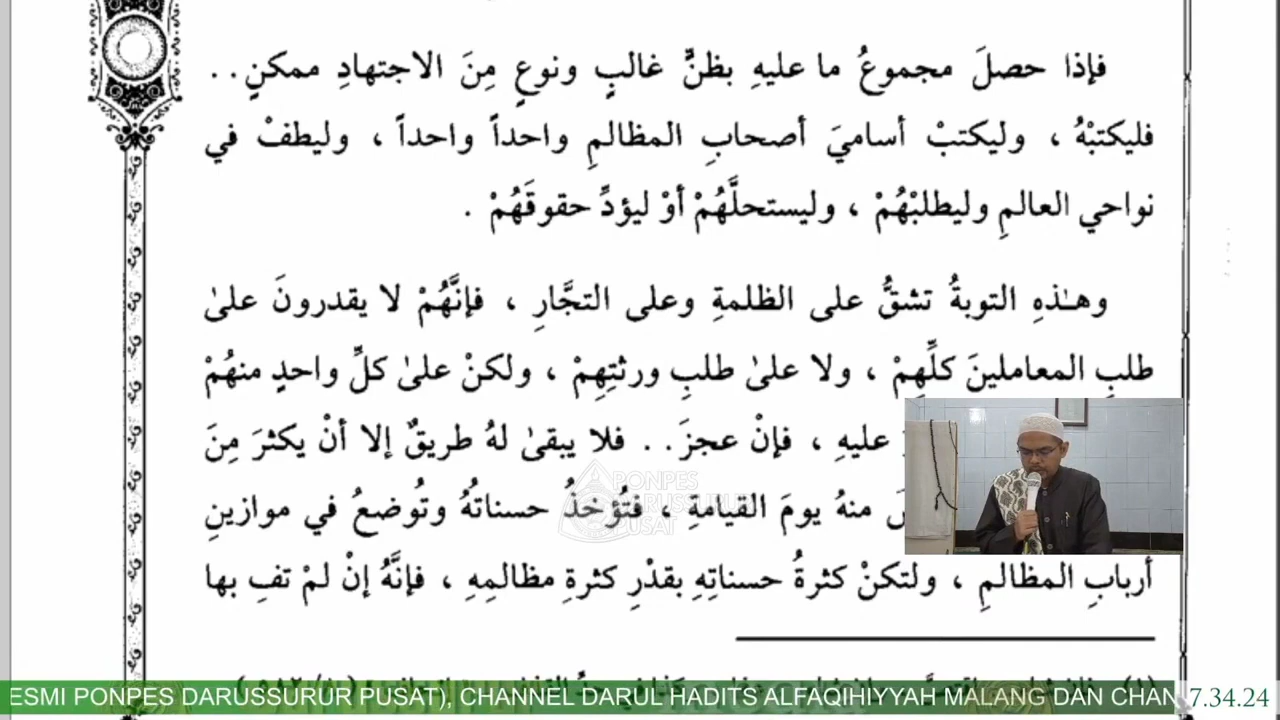 فإذا حصلَ مجموعُ ما عليهِ بظنٍّ غالبٍ ونوعٍ مِنَ الاجتهادِ ممكنٍ..
فليكتبْهُ ، وليكتبْ أساميَ أصحابِ المظالمِ واحداً واحداً ، وليطفْ في
نواحي العالمِ وليطلبْهُمْ ، وليستحلَّهُمْ أوْ ليؤدِّ حقوقَهُمْ .
وهـٰذهِ التوبةُ تشقُّ على الظلمةِ وعلى التجَّارِ ، فإنَّهُمْ لا يقدرونَ علىٰ
طلبِ المعاملينَ كلِّهِمْ ، ولا علىٰ طلبِ ورثتِهِمْ ، ولكنْ علىٰ كلِّ واحدٍ منهُمْ
عليهِ ، فإنْ عجزَ.. فلا يبقىٰ لهُ طريقٌ إلا أنْ يكثرَ مِنَ
منهُ يومَ القيامةِ ، فتُؤخذُ حسناتُهُ وتُوضعُ في موازينِ
أربابِ المظالمِ ، ولتكنْ كثرةُ حسناتِهِ بقدْرِ كثرةِ مظالمِهِ ، فإنَّهُ إنْ لمْ تفِ بها
PONPES
DARUSSURUR
PUSAT
ESMI PONPES DARUSSURUR PUSAT), CHANNEL DARUL HADITS ALFAQIHIYYAH MALANG DAN CHAN
7.34.24